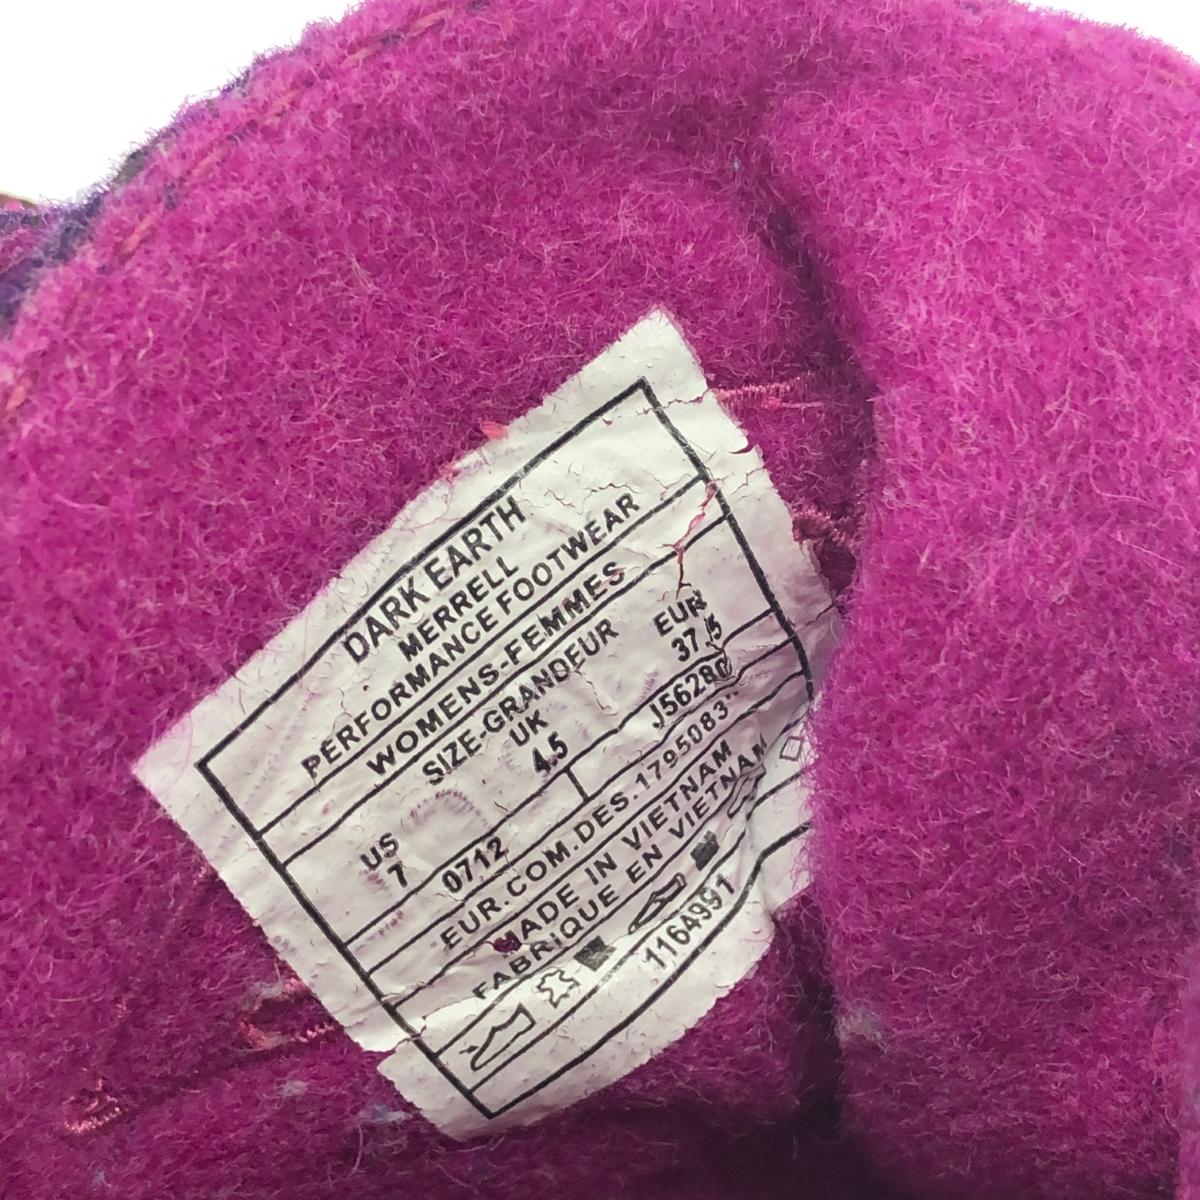 DARK EARTH
MERRELL
PERFORMANCE FOOTWEAR
WOMENS-FEMMES
SIZE-GRANDEUR
US UK EUR
7 4.5 37.5
0712 J56280
EUR.COM.DES.1795083
MADE IN VIETNAM
FABRIQUE EN VIETNAM
1164991